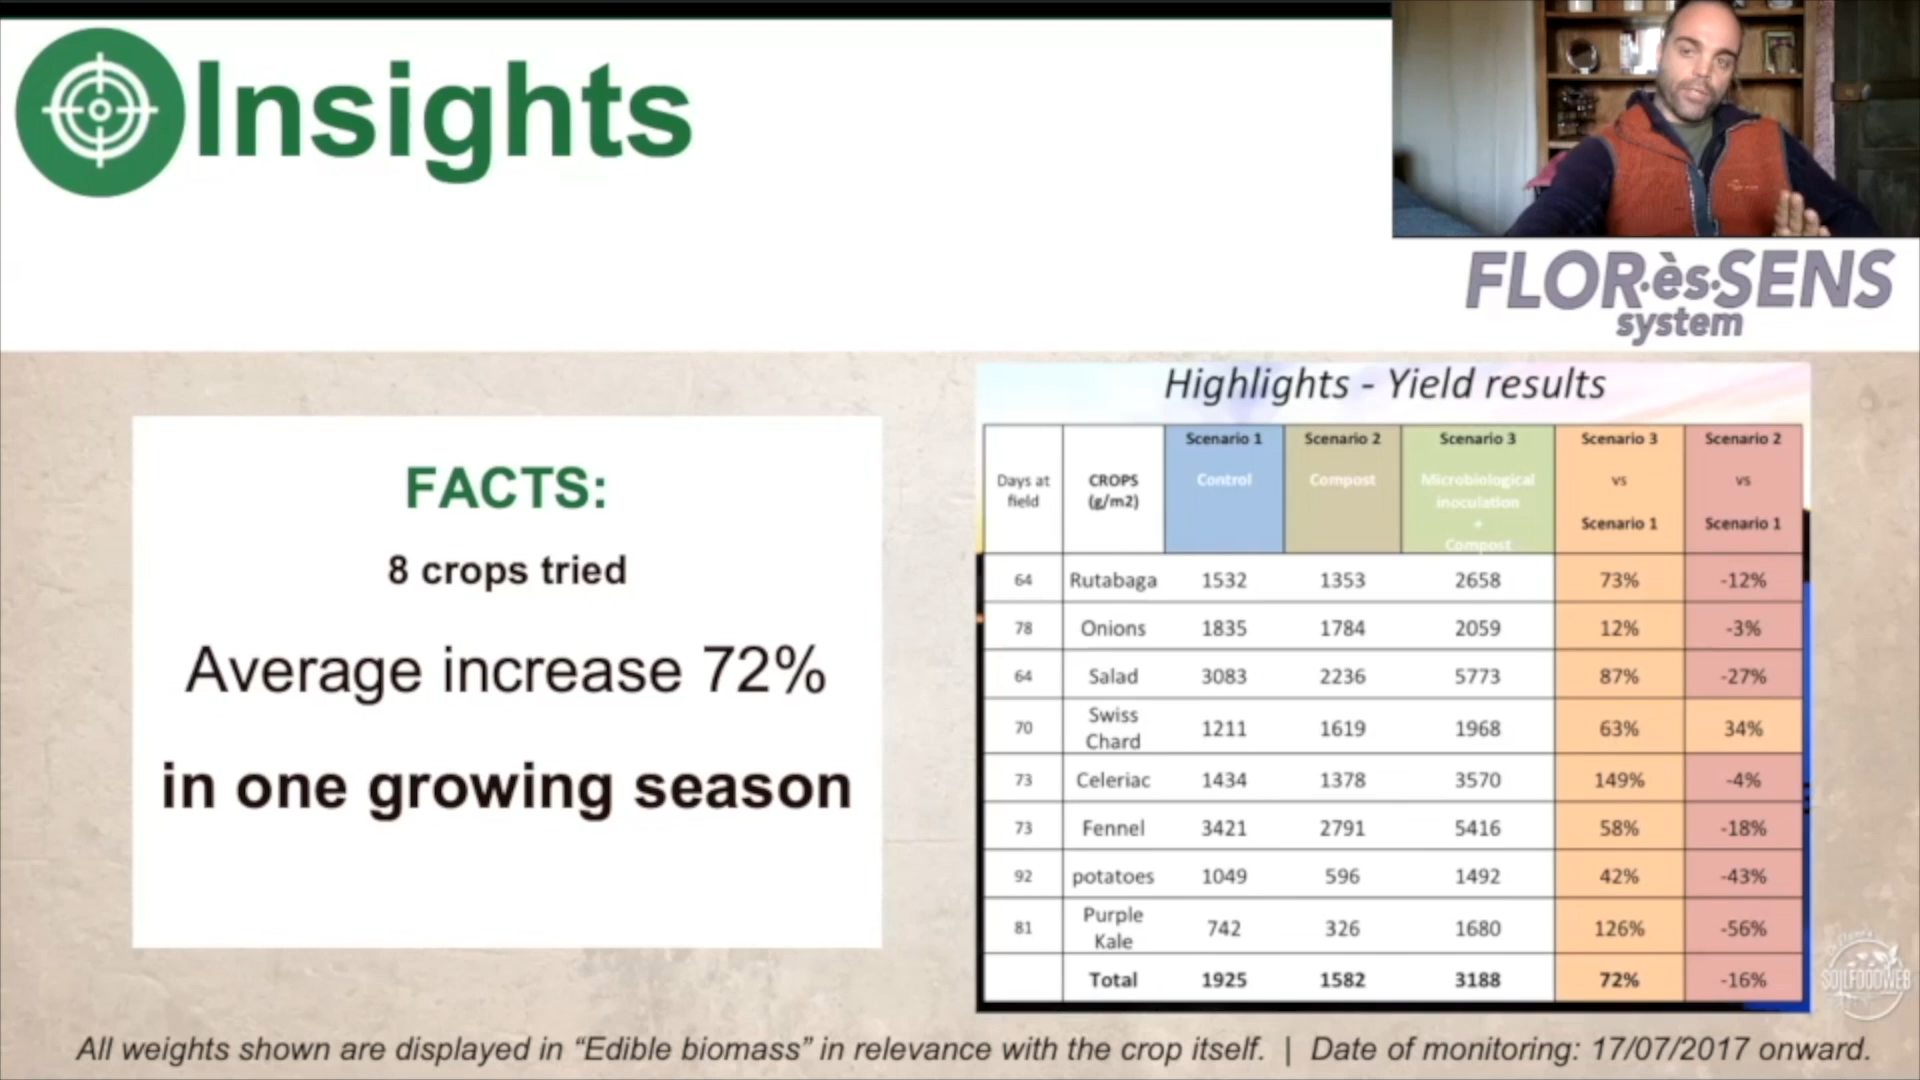 Insights
FLOR·ès·SENS
system
FACTS:
8 crops tried
Average increase 72%
in one growing season
Highlights - Yield results
Days at field CROPS (g/m2) Scenario 1 Control Scenario 2 Compost Scenario 3 Microbiological inoculation + Compost Scenario 3 vs Scenario 1 Scenario 2 vs Scenario 1
64 Rutabaga 1532 1353 2658 73% -12%
78 Onions 1835 1784 2059 12% -3%
64 Salad 3083 2236 5773 87% -27%
70 Swiss Chard 1211 1619 1968 63% 34%
73 Celeriac 1434 1378 3570 149% -4%
73 Fennel 3421 2791 5416 58% -18%
92 potatoes 1049 596 1492 42% -43%
81 Purple Kale 742 326 1680 126% -56%
Total 1925 1582 3188 72% -16%
SOILFOODWEB
All weights shown are displayed in “Edible biomass” in relevance with the crop itself. | Date of monitoring: 17/07/2017 onward.